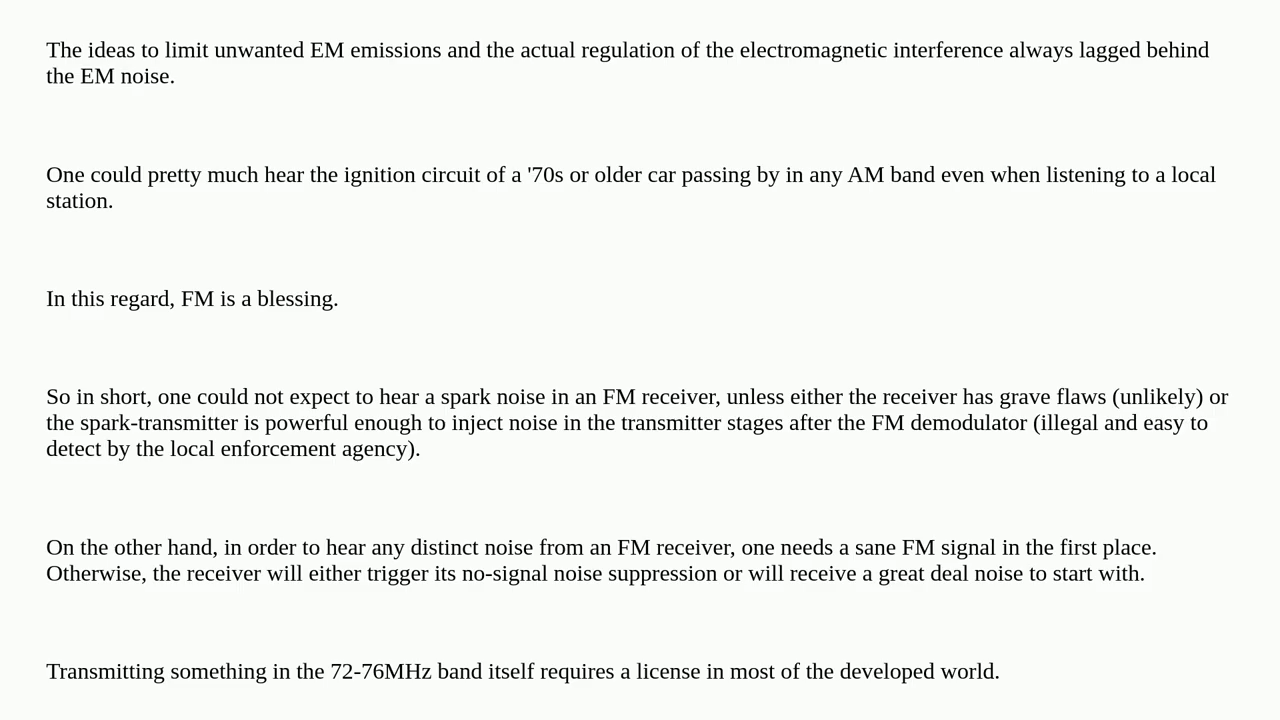 The ideas to limit unwanted EM emissions and the actual regulation of the electromagnetic interference always lagged behind
the EM noise.
One could pretty much hear the ignition circuit of a '70s or older car passing by in any AM band even when listening to a local
station.
In this regard, FM is a blessing.
So in short, one could not expect to hear a spark noise in an FM receiver, unless either the receiver has grave flaws (unlikely) or
the spark-transmitter is powerful enough to inject noise in the transmitter stages after the FM demodulator (illegal and easy to
detect by the local enforcement agency).
On the other hand, in order to hear any distinct noise from an FM receiver, one needs a sane FM signal in the first place.
Otherwise, the receiver will either trigger its no-signal noise suppression or will receive a great deal noise to start with.
Transmitting something in the 72-76MHz band itself requires a license in most of the developed world.